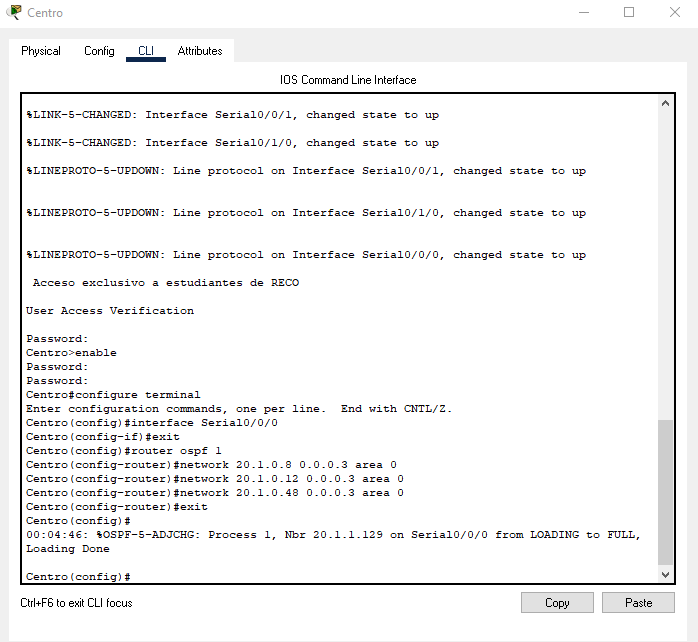 Centro
Physical Config CLI Attributes
IOS Command Line Interface
%LINK-5-CHANGED: Interface Serial0/0/1, changed state to up
%LINK-5-CHANGED: Interface Serial0/1/0, changed state to up
%LINEPROTO-5-UPDOWN: Line protocol on Interface Serial0/0/1, changed state to up
%LINEPROTO-5-UPDOWN: Line protocol on Interface Serial0/1/0, changed state to up
%LINEPROTO-5-UPDOWN: Line protocol on Interface Serial0/0/0, changed state to up
Acceso exclusivo a estudiantes de RECO
User Access Verification
Password:
Centro>enable
Password:
Password:
Centro#configure terminal
Enter configuration commands, one per line.  End with CNTL/Z.
Centro(config)#interface Serial0/0/0
Centro(config-if)#exit
Centro(config)#router ospf 1
Centro(config-router)#network 20.1.0.8 0.0.0.3 area 0
Centro(config-router)#network 20.1.0.12 0.0.0.3 area 0
Centro(config-router)#network 20.1.0.48 0.0.0.3 area 0
Centro(config-router)#exit
Centro(config)#
00:04:46: %OSPF-5-ADJCHG: Process 1, Nbr 20.1.1.129 on Serial0/0/0 from LOADING to FULL,
Loading Done
Centro(config)#
Ctrl+F6 to exit CLI focus
Copy Paste